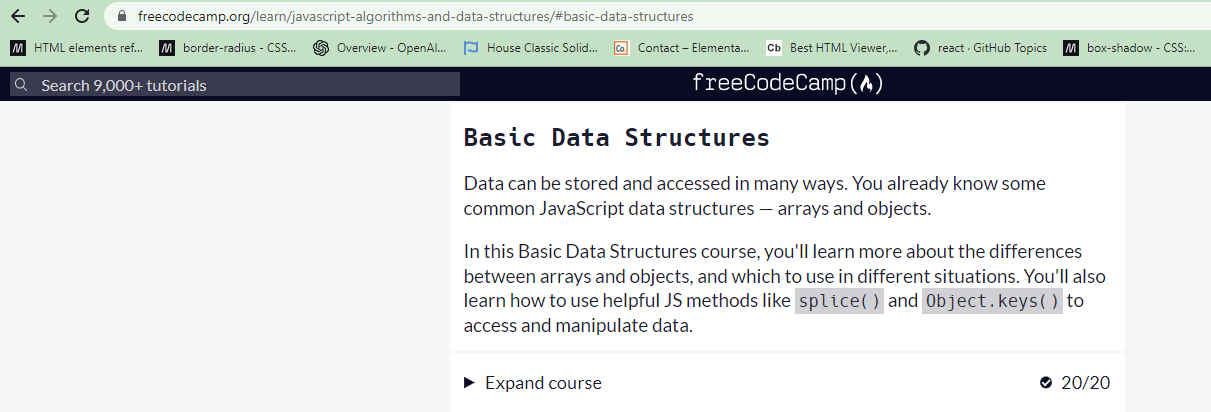 freecodecamp.org/learn/javascript-algorithms-and-data-structures/#basic-data-structures
HTML elements ref... border-radius - CSS... Overview - OpenAI... House Classic Solid... Co. Contact – Elementa... Cb Best HTML Viewer,... react · GitHub Topics box-shadow - CSS:...
Search 9,000+ tutorials freeCodeCamp
Basic Data Structures
Data can be stored and accessed in many ways. You already know some
common JavaScript data structures — arrays and objects.
In this Basic Data Structures course, you'll learn more about the differences
between arrays and objects, and which to use in different situations. You'll also
learn how to use helpful JS methods like splice() and Object.keys() to
access and manipulate data.
Expand course 20/20